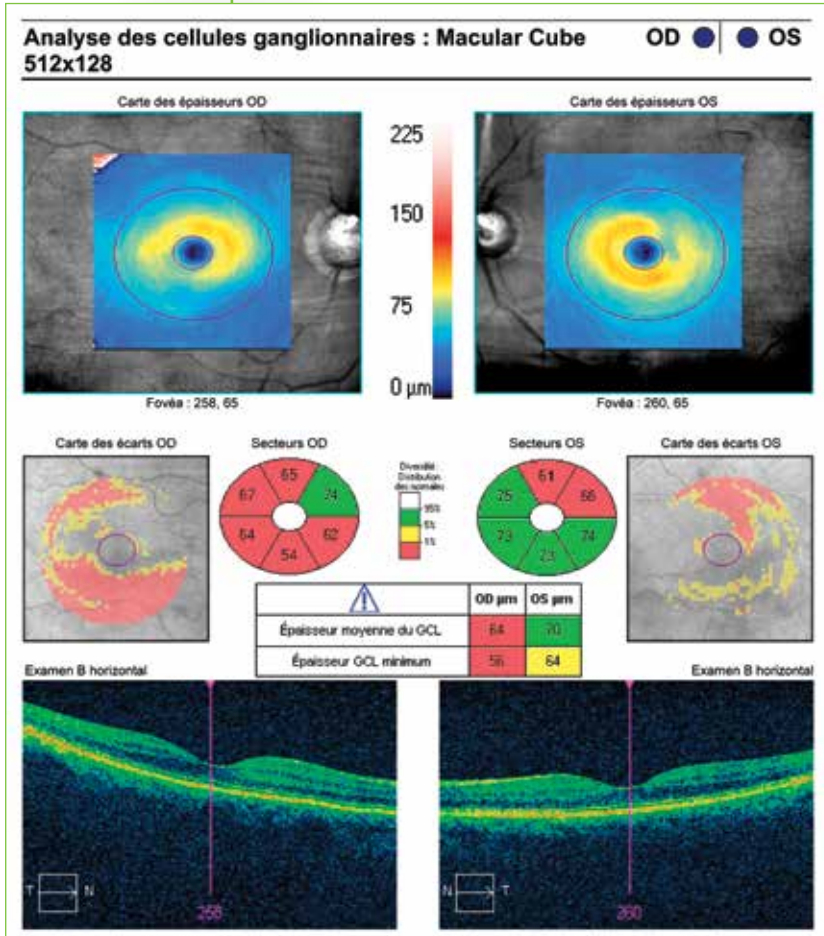 Analyse des cellules ganglionnaires : Macular Cube 512x128
OD OS
Carte des épaisseurs OD
Carte des épaisseurs OS
225
150
75
0 µm
Fovéa : 258, 65
Fovéa : 260, 65
Carte des écarts OD
Secteurs OD
Secteurs OS
Carte des écarts OS
65
67
74
64
62
54
Distribution
des normales
95%
5%
1%
61
75
66
73
74
73
OD µm
OS µm
Épaisseur moyenne du GCL
64
70
Épaisseur GCL minimum
56
64
Examen B horizontal
Examen B horizontal
T N
258
N T
260